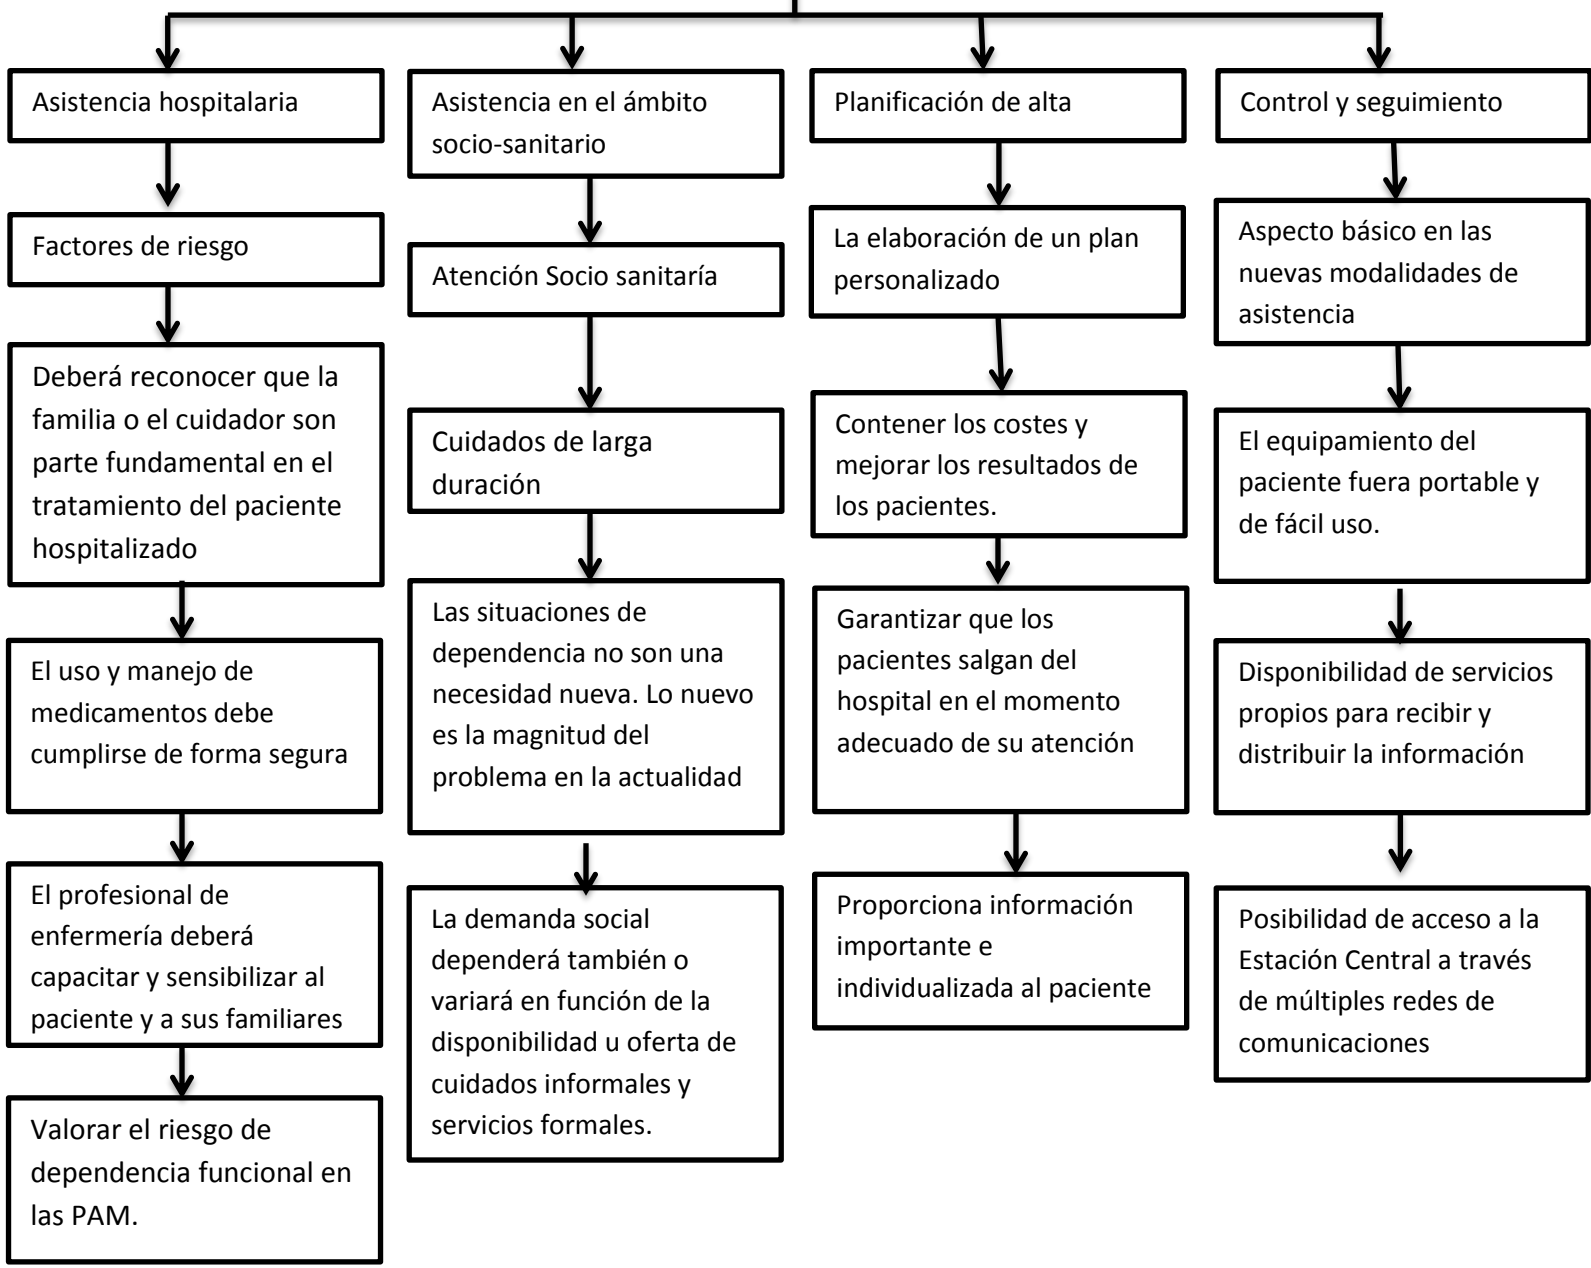 Asistencia hospitalaria
Factores de riesgo
Deberá reconocer que la
familia o el cuidador son
parte fundamental en el
tratamiento del paciente
hospitalizado
El uso y manejo de
medicamentos debe
cumplirse de forma segura
El profesional de
enfermería deberá
capacitar y sensibilizar al
paciente y a sus familiares
Valorar el riesgo de
dependencia funcional en
las PAM.
Asistencia en el ámbito
socio-sanitario
Atención Socio sanitaría
Cuidados de larga
duración
Las situaciones de
dependencia no son una
necesidad nueva. Lo nuevo
es la magnitud del
problema en la actualidad
La demanda social
dependerá también o
variará en función de la
disponibilidad u oferta de
cuidados informales y
servicios formales.
Planificación de alta
La elaboración de un plan
personalizado
Contener los costes y
mejorar los resultados de
los pacientes.
Garantizar que los
pacientes salgan del
hospital en el momento
adecuado de su atención
Proporciona información
importante e
individualizada al paciente
Control y seguimiento
Aspecto básico en las
nuevas modalidades de
asistencia
El equipamiento del
paciente fuera portable y
de fácil uso.
Disponibilidad de servicios
propios para recibir y
distribuir la información
Posibilidad de acceso a la
Estación Central a través
de múltiples redes de
comunicaciones